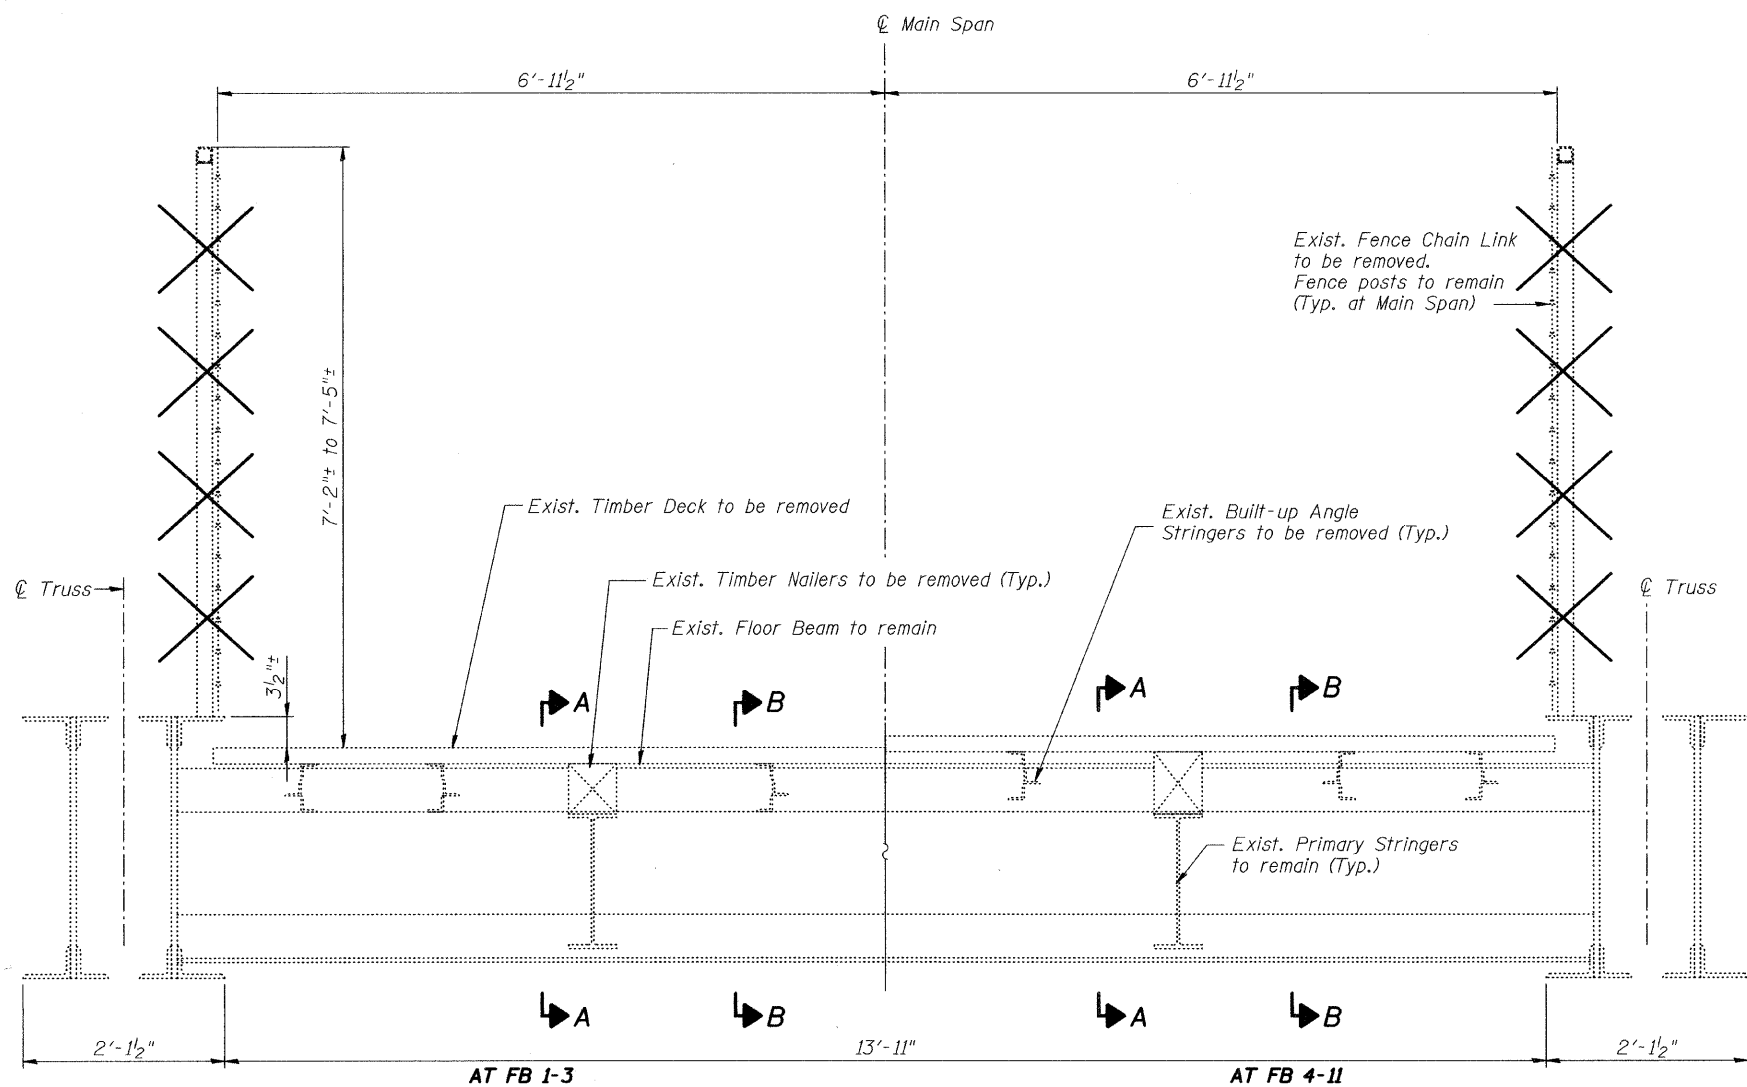 ℄ Main Span
6'-11½"
6'-11½"
Exist. Fence Chain Link
to be removed.
Fence posts to remain
(Typ. at Main Span)
7'-2"± to 7'-5"±
Exist. Timber Deck to be removed
Exist. Built-up Angle
Stringers to be removed (Typ.)
℄ Truss
Exist. Timber Nailers to be removed (Typ.)
℄ Truss
Exist. Floor Beam to remain
3½"±
A
B
A
B
Exist. Primary Stringers
to remain (Typ.)
A
B
A
B
2'-1½"
13'-11"
2'-1½"
AT FB 1-3
AT FB 4-11